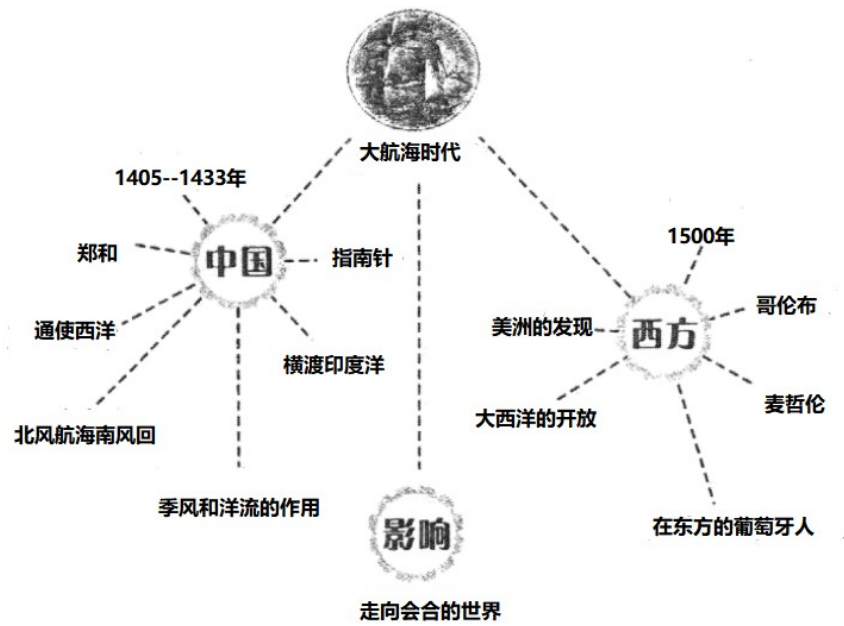 大航海时代
1405--1433年
郑和
中国
指南针
通使西洋
横渡印度洋
北风航海南风回
季风和洋流的作用
1500年
哥伦布
美洲的发现
西方
麦哲伦
大西洋的开放
在东方的葡萄牙人
影响
走向会合的世界